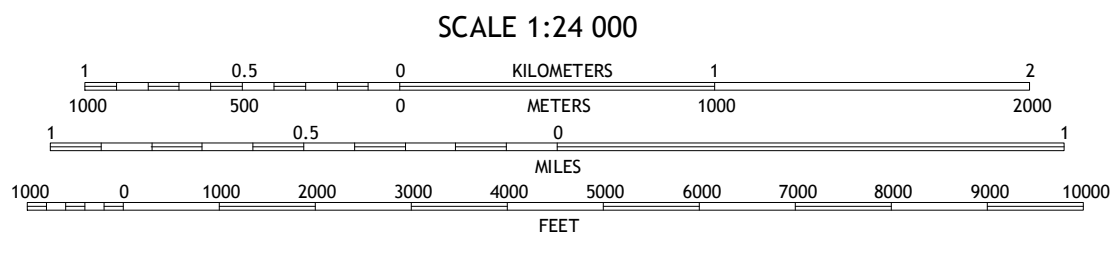 SCALE 1:24 000
1 0.5 0 KILOMETERS 1 2
1000 500 0 METERS 1000 2000
1 0.5 0 1
MILES
1000 0 1000 2000 3000 4000 5000 6000 7000 8000 9000 10000
FEET